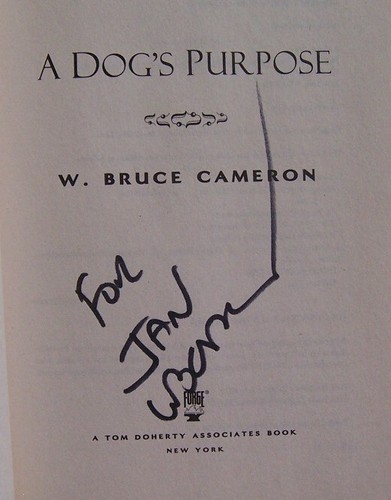 A DOG'S PURPOSE
W. BRUCE CAMERON
FOR
JAN
FORGE®
A TOM DOHERTY ASSOCIATES BOOK
NEW YORK